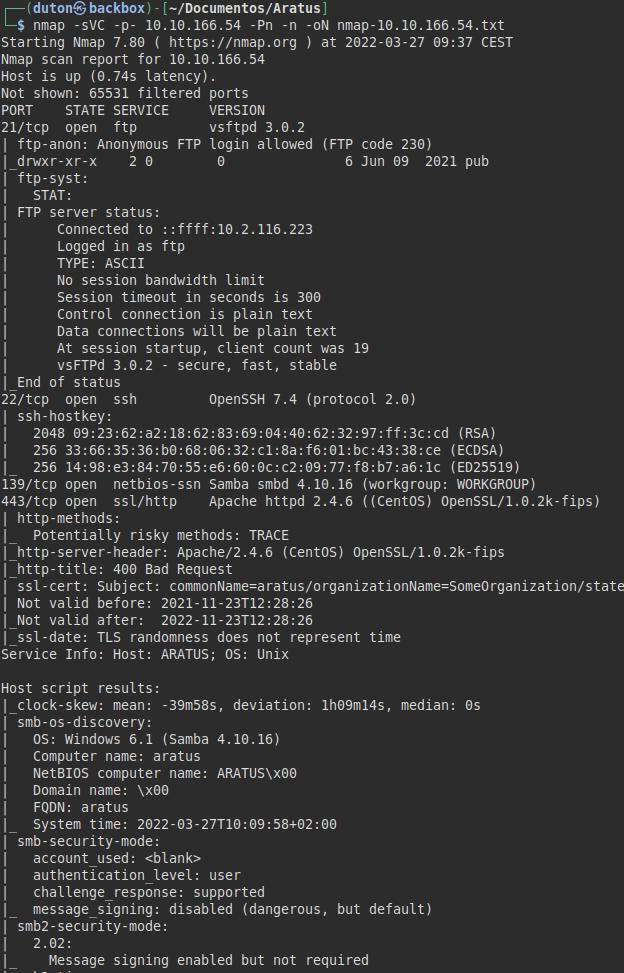 ┌──(duton㉿backbox)-[~/Documentos/Aratus]
└─$ nmap -sVC -p- 10.10.166.54 -Pn -n -oN nmap-10.10.166.54.txt
Starting Nmap 7.80 ( https://nmap.org ) at 2022-03-27 09:37 CEST
Nmap scan report for 10.10.166.54
Host is up (0.74s latency).
Not shown: 65531 filtered ports
PORT    STATE SERVICE     VERSION
21/tcp  open  ftp         vsftpd 3.0.2
| ftp-anon: Anonymous FTP login allowed (FTP code 230)
|_drwxr-xr-x    2 0        0               6 Jun 09  2021 pub
| ftp-syst:
|   STAT:
| FTP server status:
|      Connected to ::ffff:10.2.116.223
|      Logged in as ftp
|      TYPE: ASCII
|      No session bandwidth limit
|      Session timeout in seconds is 300
|      Control connection is plain text
|      Data connections will be plain text
|      At session startup, client count was 19
|      vsFTPd 3.0.2 - secure, fast, stable
|_End of status
22/tcp  open  ssh         OpenSSH 7.4 (protocol 2.0)
| ssh-hostkey:
|   2048 09:23:62:a2:18:62:83:69:04:40:62:32:97:ff:3c:cd (RSA)
|   256 33:66:35:36:b0:68:06:32:c1:8a:f6:01:bc:43:38:ce (ECDSA)
|_  256 14:98:e3:84:70:55:e6:60:0c:c2:09:77:f8:b7:a6:1c (ED25519)
139/tcp open  netbios-ssn Samba smbd 4.10.16 (workgroup: WORKGROUP)
443/tcp open  ssl/http    Apache httpd 2.4.6 ((CentOS) OpenSSL/1.0.2k-fips)
| http-methods:
|_  Potentially risky methods: TRACE
|_http-server-header: Apache/2.4.6 (CentOS) OpenSSL/1.0.2k-fips
|_http-title: 400 Bad Request
| ssl-cert: Subject: commonName=aratus/organizationName=SomeOrganization/state
| Not valid before: 2021-11-23T12:28:26
|_Not valid after:  2022-11-23T12:28:26
|_ssl-date: TLS randomness does not represent time
Service Info: Host: ARATUS; OS: Unix

Host script results:
|_clock-skew: mean: -39m58s, deviation: 1h09m14s, median: 0s
| smb-os-discovery:
|   OS: Windows 6.1 (Samba 4.10.16)
|   Computer name: aratus
|   NetBIOS computer name: ARATUS\x00
|   Domain name: \x00
|   FQDN: aratus
|_  System time: 2022-03-27T10:09:58+02:00
| smb-security-mode:
|   account_used: <blank>
|   authentication_level: user
|   challenge_response: supported
|_  message_signing: disabled (dangerous, but default)
| smb2-security-mode:
|   2.02:
|_    Message signing enabled but not required